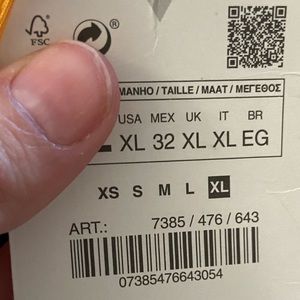 FSC
MANHO / TAILLE / MAAT / ΜΕΓΕΘΟΣ
USA MEX UK IT BR
XL 32 XL XL EG
XS S M L XL
ART.: 7385 / 476 / 643
07385476643054